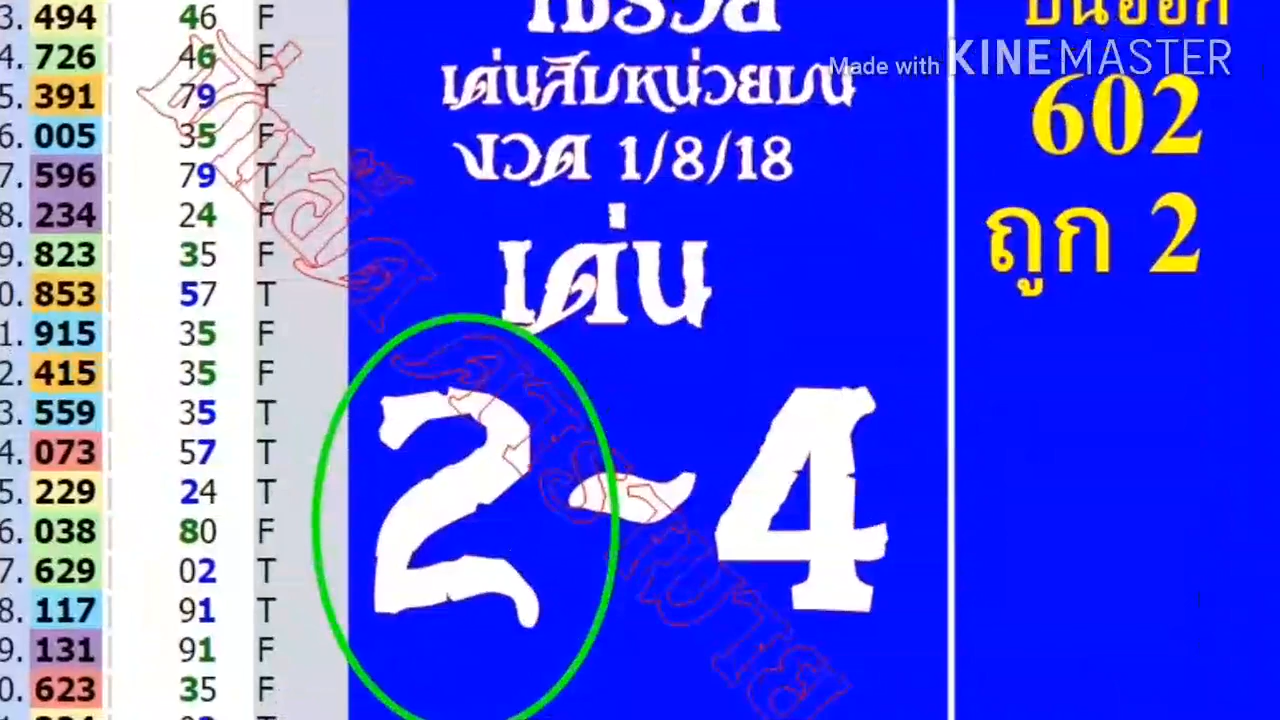 3. 494 46 F
4. 726 46 F
5. 391 79 T
6. 005 35 F
7. 596 79 T
8. 234 24 F
9. 823 35 F
0. 853 57 T
1. 915 35 F
2. 415 35 F
3. 559 35 T
4. 073 57 T
5. 229 24 T
6. 038 80 F
7. 629 02 T
8. 117 91 T
9. 131 91 F
0. 623 35 F
เด่นสิบหน่วยบน
งวด 1/8/18
เด่น
2-4
Made with KINEMASTER
602
ถูก 2